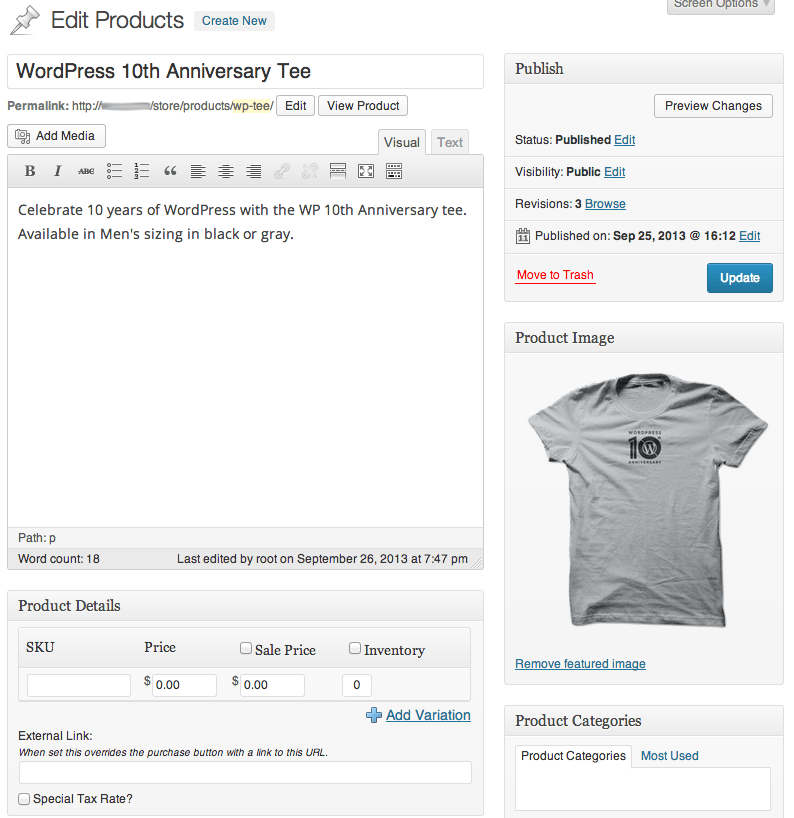 Edit Products Create New
Screen Options
WordPress 10th Anniversary Tee
Permalink: http:// /store/products/wp-tee/ Edit View Product
Add Media
Visual Text
B I ABC
Celebrate 10 years of WordPress with the WP 10th Anniversary tee.
Available in Men's sizing in black or gray.
Path: p
Word count: 18 Last edited by root on September 26, 2013 at 7:47 pm
Product Details
SKU Price Sale Price Inventory
$ 0.00 $ 0.00 0
Add Variation
External Link:
When set this overrides the purchase button with a link to this URL.
Special Tax Rate?
Publish
Preview Changes
Status: Published Edit
Visibility: Public Edit
Revisions: 3 Browse
11 Published on: Sep 25, 2013 @ 16:12 Edit
Move to Trash Update
Product Image
WORDPRESS
10
ANNIVERSARY
Remove featured image
Product Categories
Product Categories Most Used